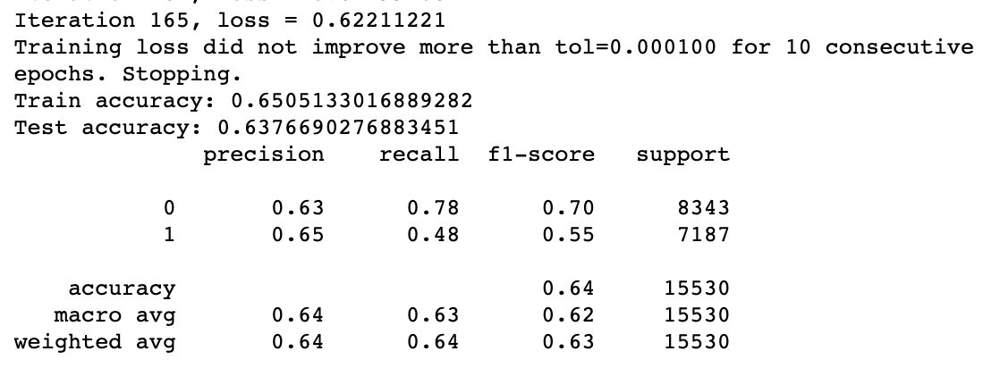 Iteration 165, loss = 0.62211221
Training loss did not improve more than tol=0.000100 for 10 consecutive
epochs. Stopping.
Train accuracy: 0.6505133016889282
Test accuracy: 0.6376690276883451
precision recall f1-score support
0 0.63 0.78 0.70 8343
1 0.65 0.48 0.55 7187
accuracy 0.64 15530
macro avg 0.64 0.63 0.62 15530
weighted avg 0.64 0.64 0.63 15530